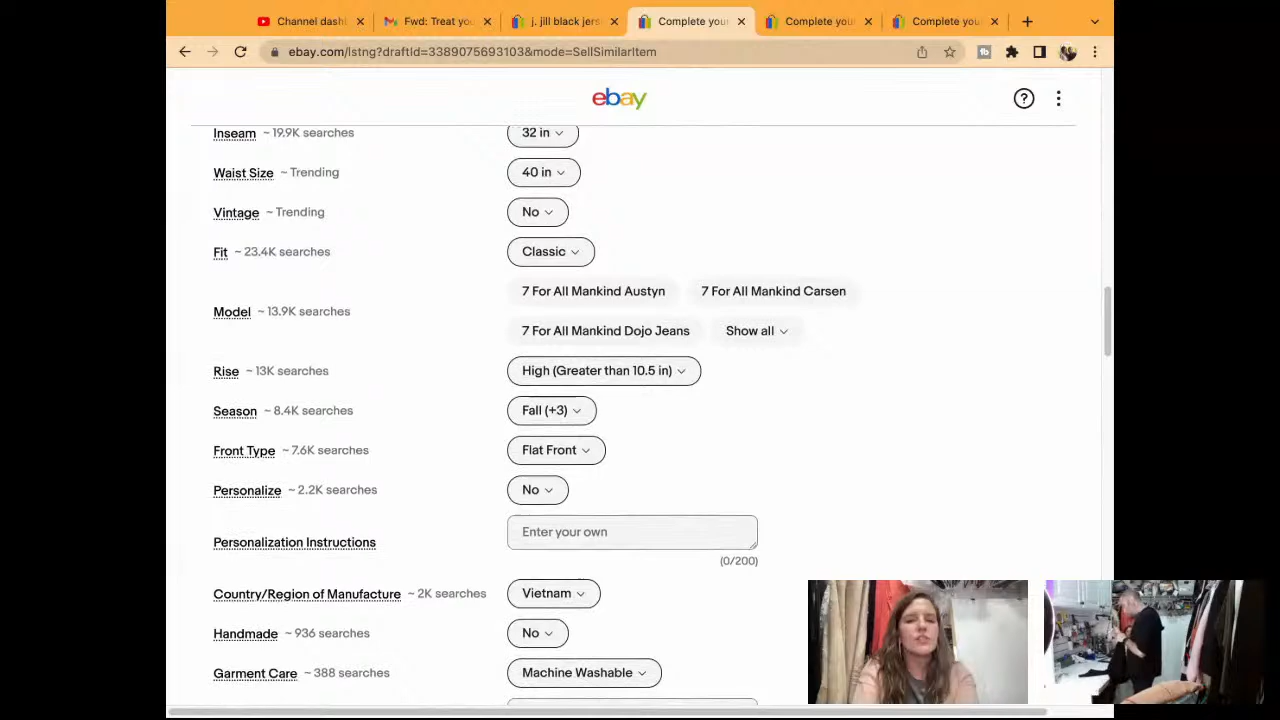 Channel dash
Fwd: Treat you
j. jill black jers
Complete your
Complete you
Complete you
ebay.com/lstng?draftId=3389075693103&mode=SellSimilarItem
ebay
Inseam ~ 19.9K searches 32 in
Waist Size ~ Trending 40 in
Vintage ~ Trending No
Fit ~ 23.4K searches Classic
7 For All Mankind Austyn 7 For All Mankind Carsen
Model ~ 13.9K searches
7 For All Mankind Dojo Jeans Show all
Rise ~ 13K searches High (Greater than 10.5 in)
Season ~ 8.4K searches Fall (+3)
Front Type ~ 7.6K searches Flat Front
Personalize ~ 2.2K searches No
Enter your own
Personalization Instructions
(0/200)
Country/Region of Manufacture ~ 2K searches Vietnam
Handmade ~ 936 searches No
Garment Care ~ 388 searches Machine Washable